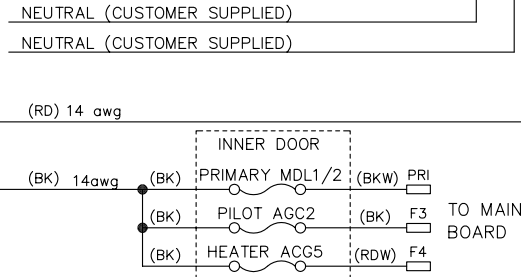 NEUTRAL (CUSTOMER SUPPLIED)
NEUTRAL (CUSTOMER SUPPLIED)
(RD) 14 awg
INNER DOOR
(BK) 14awg (BK) PRIMARY MDL1/2 (BKW) PRI
(BK) PILOT AGC2 (BK) F3 TO MAIN
BOARD
(BK) HEATER ACG5 (RDW) F4